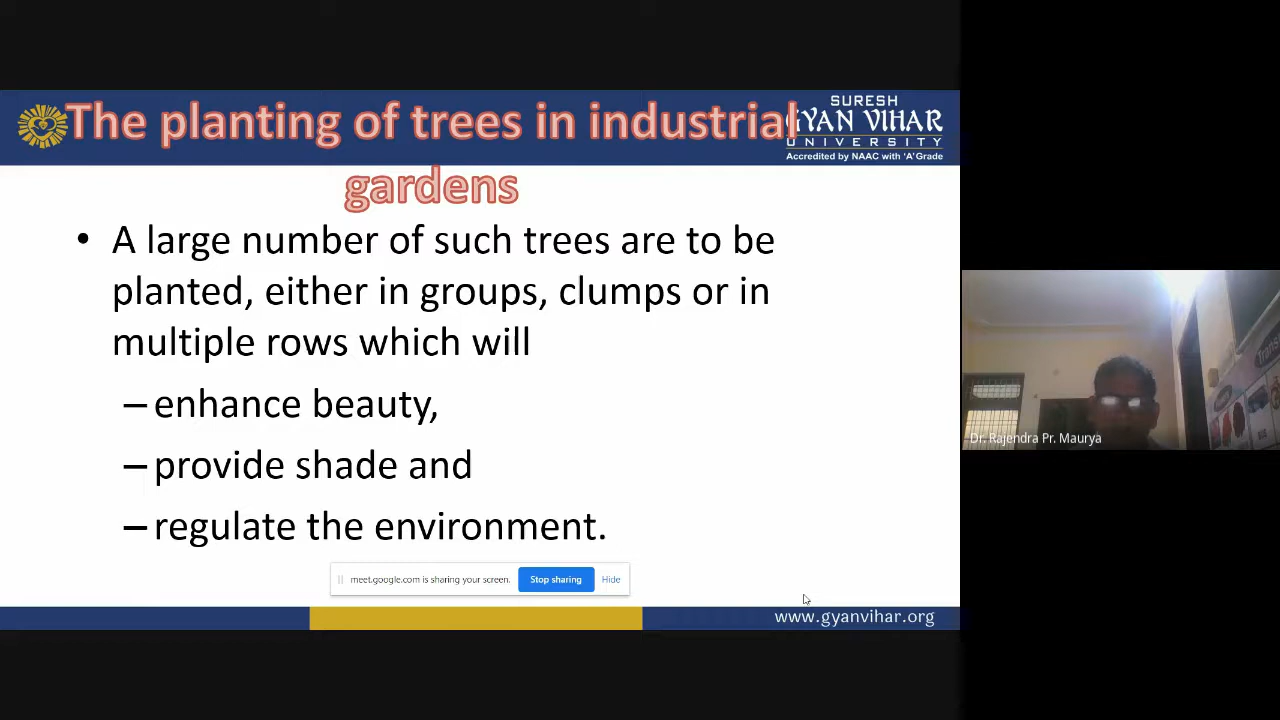 The planting of trees in industrial
gardens
SURESH
GYAN VIHAR
UNIVERSITY
Accredited by NAAC with 'A' Grade
• A large number of such trees are to be
planted, either in groups, clumps or in
multiple rows which will
– enhance beauty,
– provide shade and
– regulate the environment.
meet.google.com is sharing your screen. Stop sharing Hide
www.gyanvihar.org
Dr. Rajendra Pr. Maurya